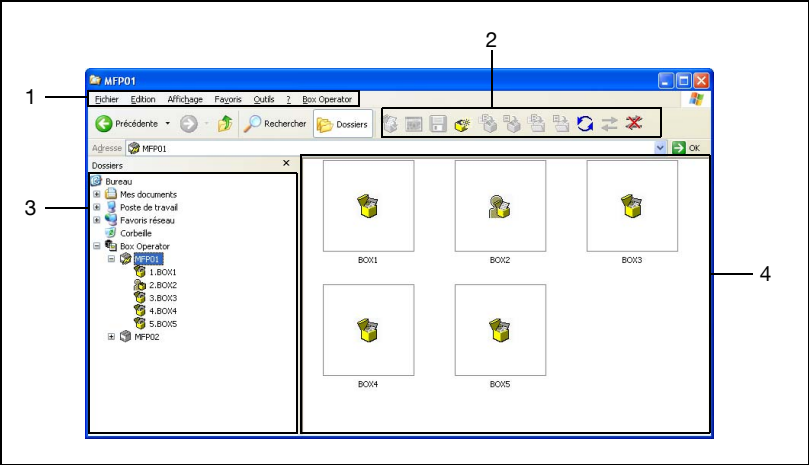 2
MFP01
1
Fichier Edition Affichage Favoris Outils ? Box Operator
Précédente Rechercher Dossiers
Adresse MFP01 OK
Dossiers
3
Bureau
Mes documents
Poste de travail
Favoris réseau
Corbeille
Box Operator
MFP01
1.BOX1
2.BOX2
3.BOX3
4.BOX4
5.BOX5
MFP02
BOX1 BOX2 BOX3
4
BOX4 BOX5